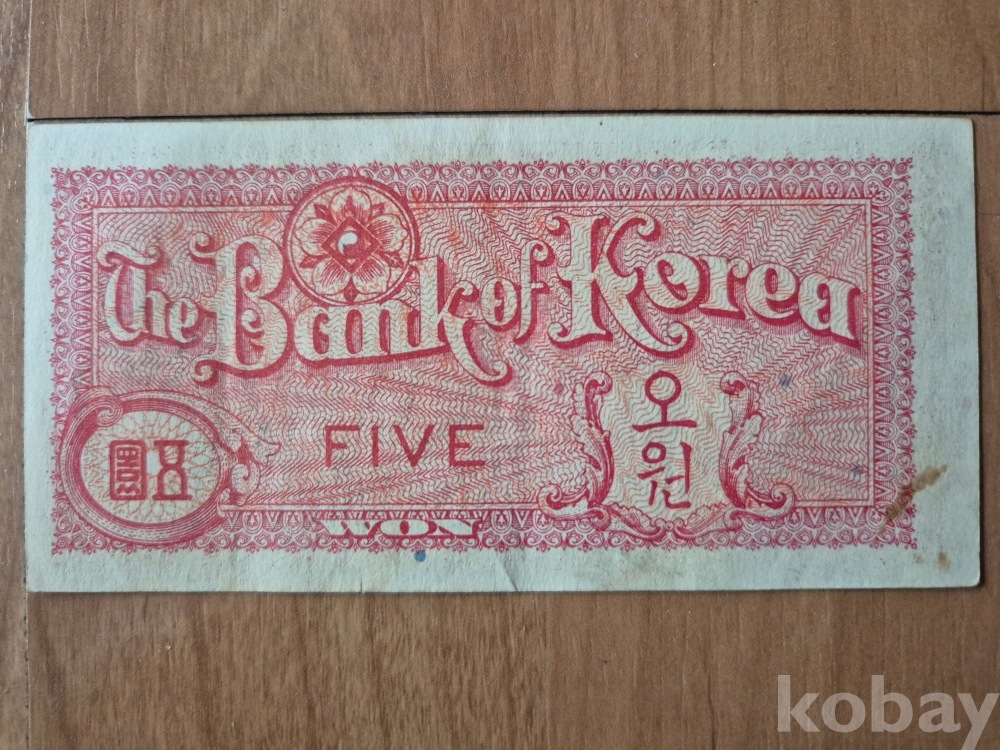 The Bank of Korea
圓五
FIVE
오원
WON
kobay